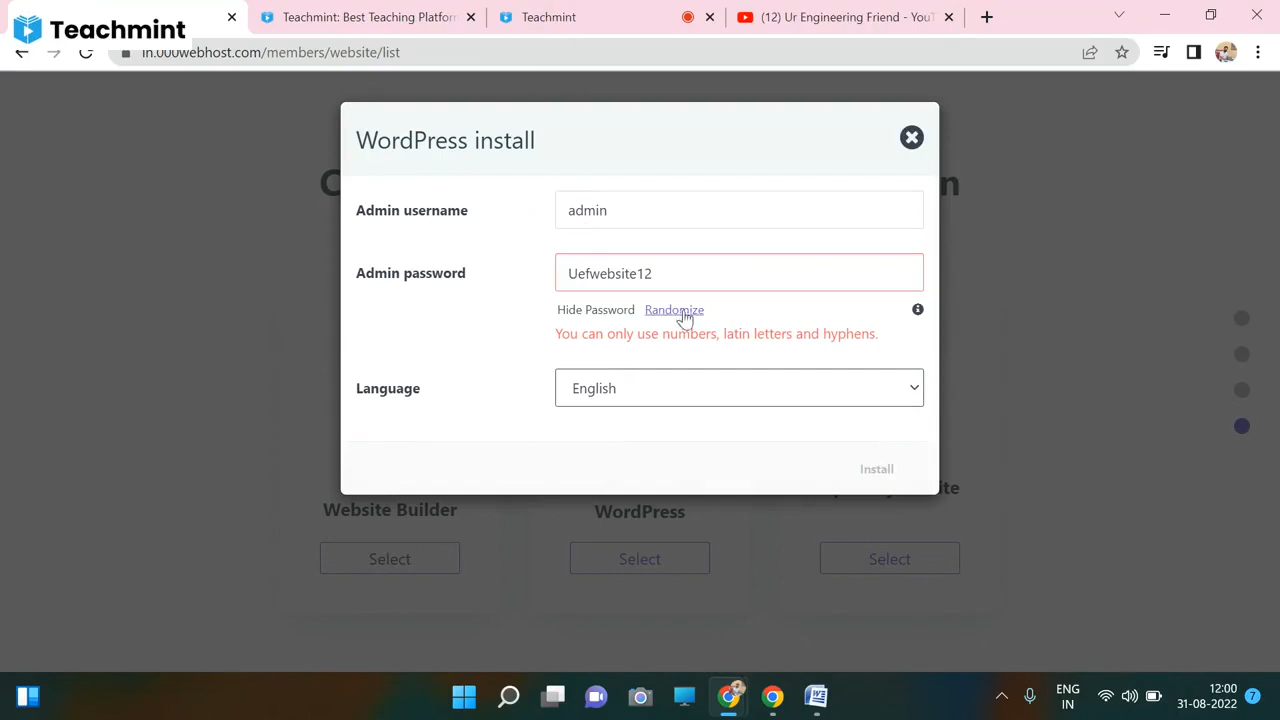 Teachmint
Teachmint: Best Teaching Platfor
Teachmint
(12) Ur Engineering Friend - YouT
in.000webhost.com/members/website/list
WordPress install
Admin username
admin
Admin password
Uefwebsite12
Hide Password Randomize
You can only use numbers, latin letters and hyphens.
Language
English
Install
Website Builder
WordPress
Select
Select
Select
ENG
IN
12:00
31-08-2022
7